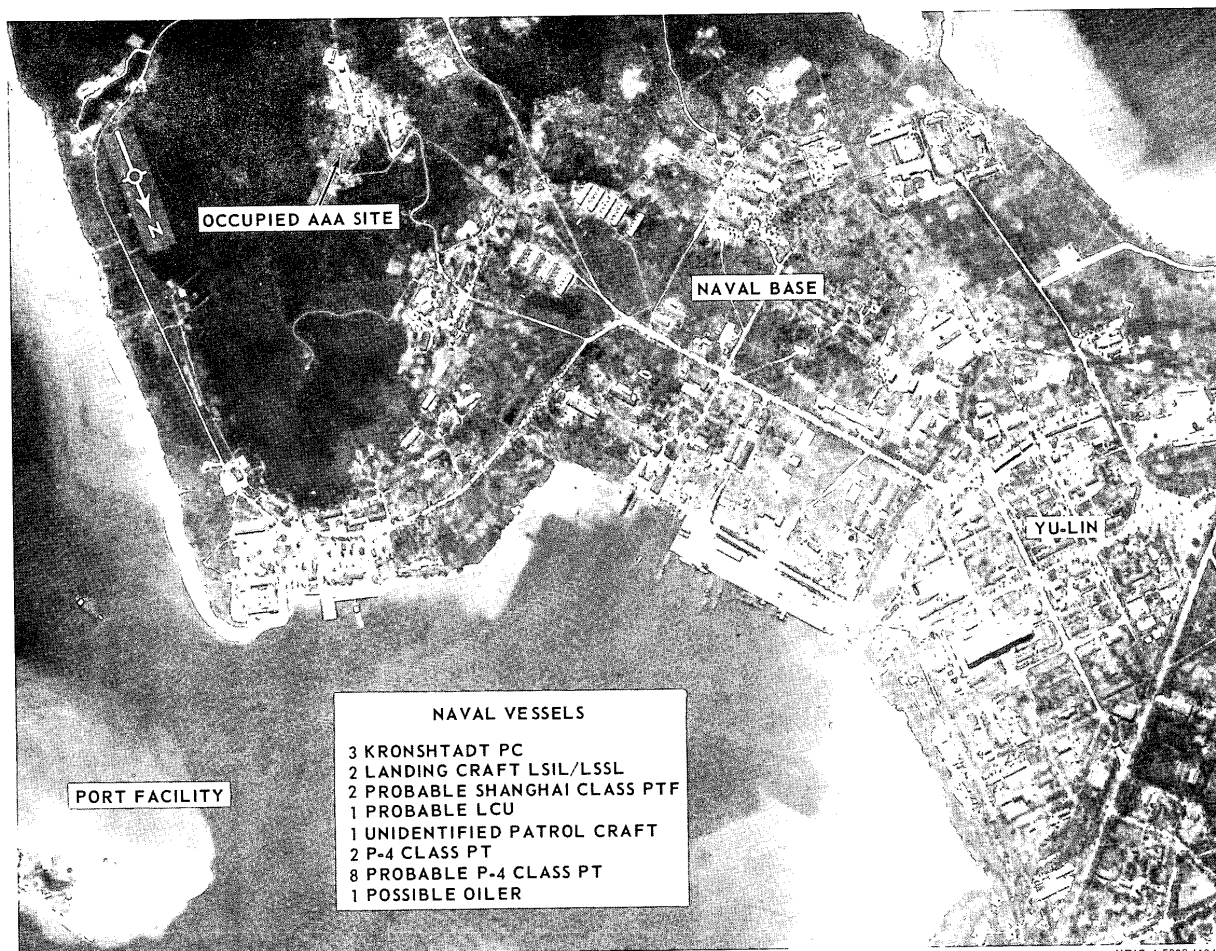 N
OCCUPIED AAA SITE
NAVAL BASE
YU-LIN
PORT FACILITY
NAVAL VESSELS
3 KRONSHTADT PC
2 LANDING CRAFT LSIL/LSSL
2 PROBABLE SHANGHAI CLASS PTF
1 PROBABLE LCU
1 UNIDENTIFIED PATROL CRAFT
2 P-4 CLASS PT
8 PROBABLE P-4 CLASS PT
1 POSSIBLE OILER